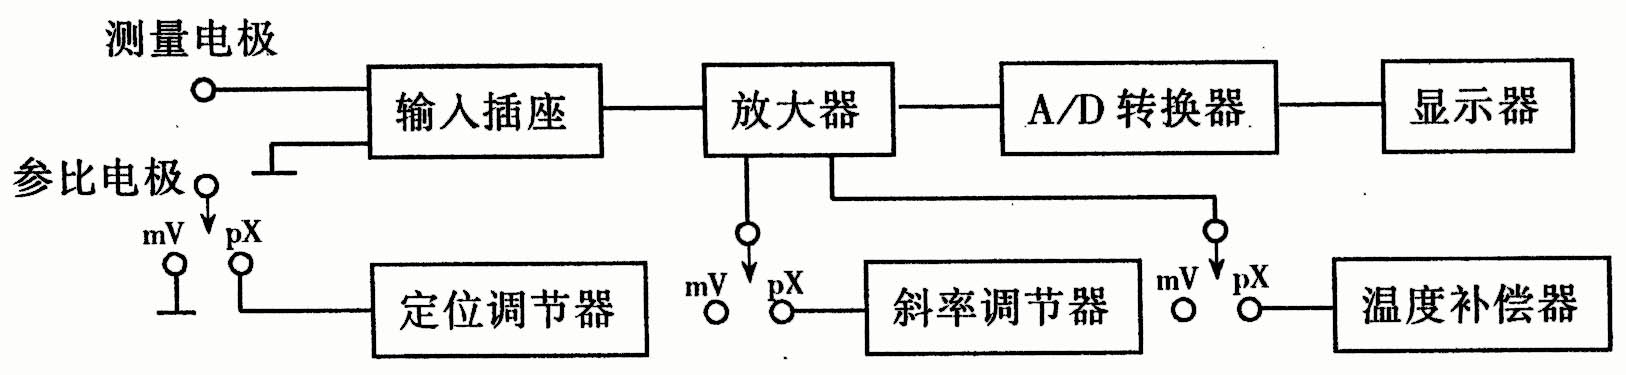 测量电极
输入插座
放大器
A/D 转换器
显示器
参比电极
mV
pX
定位调节器
mV
pX
斜率调节器
mV
pX
温度补偿器